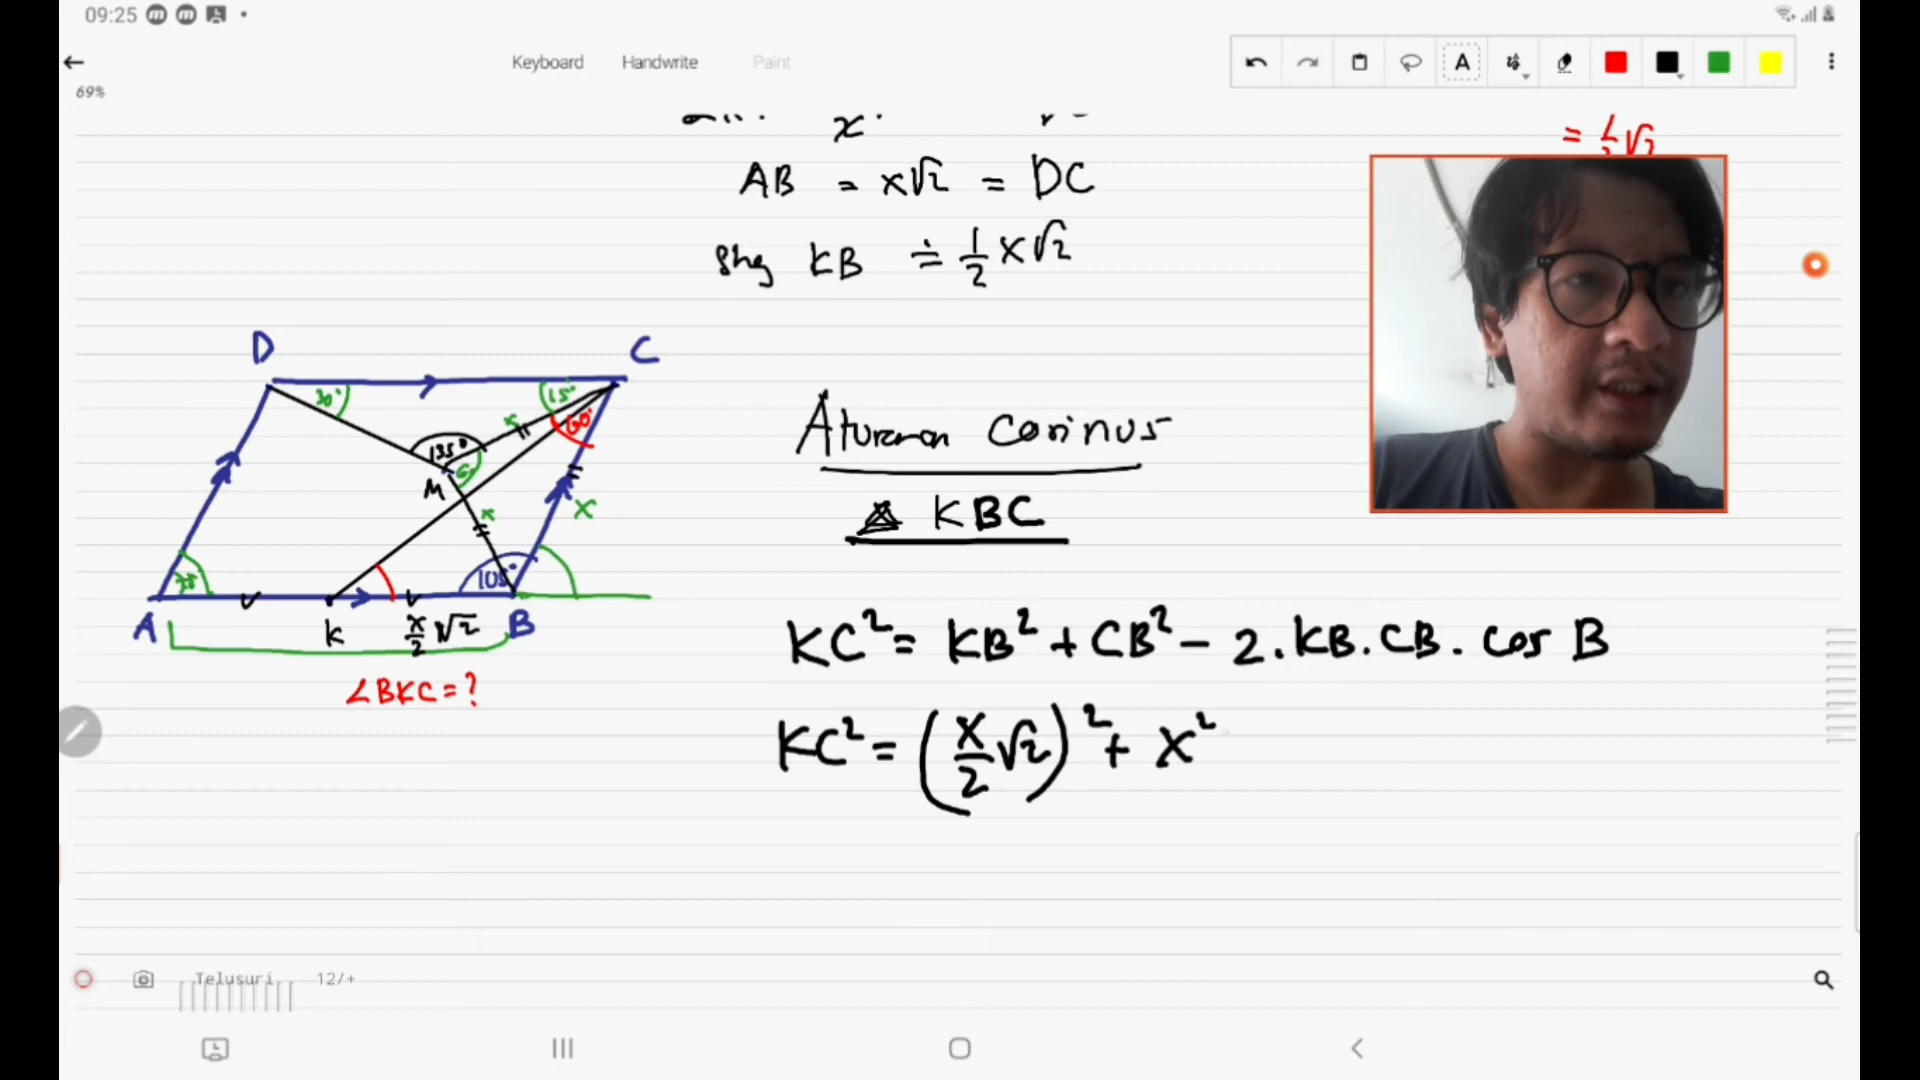 09:25
Keyboard Handwrite Paint
A
69%
x
= 1/2 √2
AB = x√2 = DC
shg KB = 1/2 x√2
D C
30° 15°
60°
135°
60
M
x x
x
75° 105°
A K x/2 √2 B
∠BKC = ?
Aturan Cosinus
△ KBC
KC² = KB² + CB² - 2.KB.CB. cos B
KC² = (x/2 √2)² + x²
Telusuri 12/+